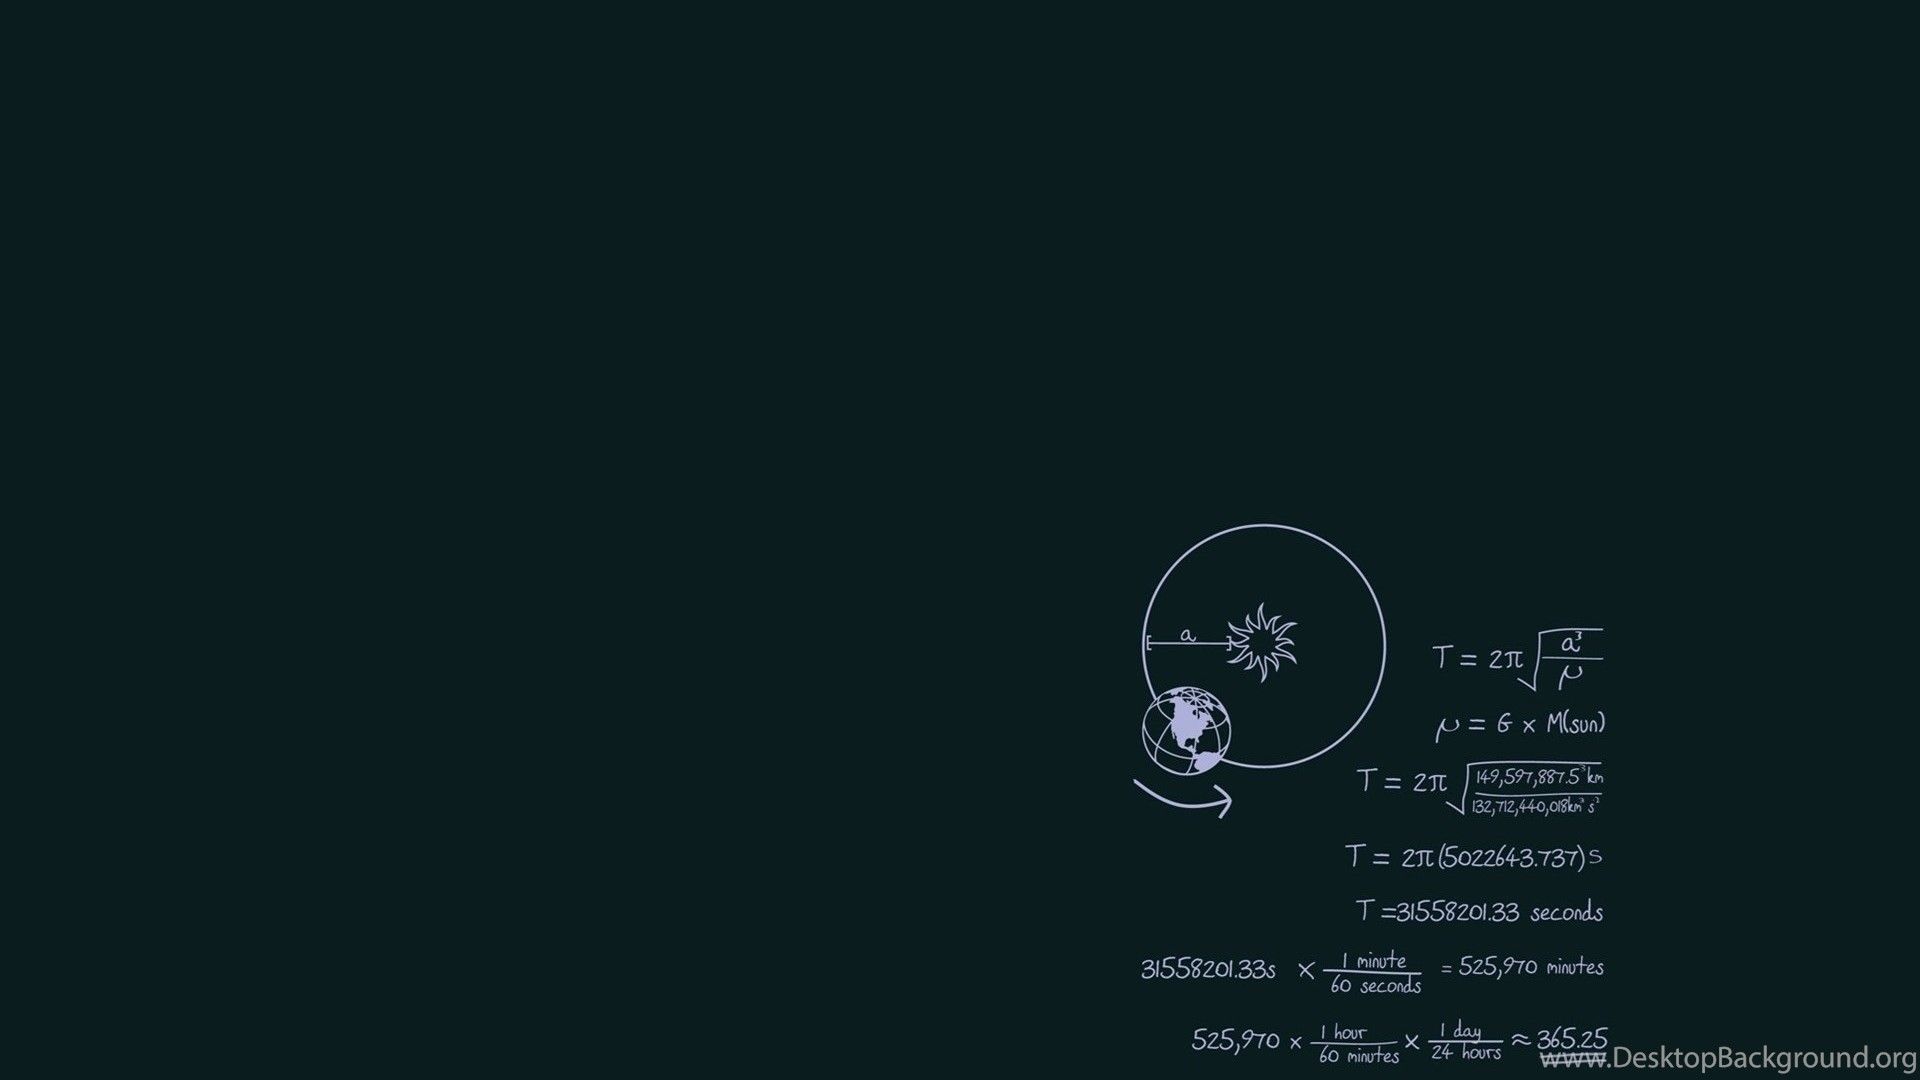 a
T = 2π√(a³/μ)
μ = G × M(sun)
T = 2π√(149,597,887.5³km/132,712,440,018km³s²)
T = 2π(5022643.737)s
T =31558201.33 seconds
31558201.33s × 1 minute/60 seconds = 525,970 minutes
525,970 × 1 hour/60 minutes × 1 day/24 hours ≈ 365.25
www.DesktopBackground.org